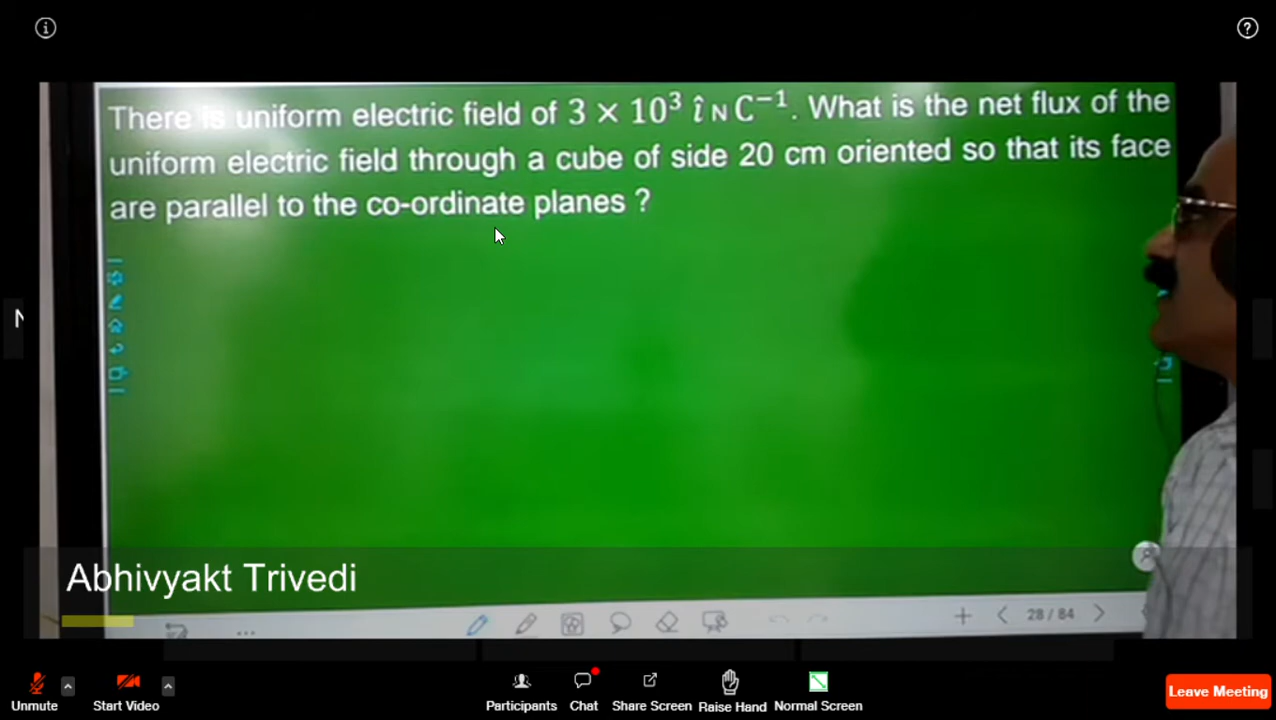 There is uniform electric field of 3 × 10³ î N C⁻¹. What is the net flux of the
uniform electric field through a cube of side 20 cm oriented so that its face
are parallel to the co-ordinate planes ?
N
Abhivyakt Trivedi
28 / 84
Unmute
Start Video
Participants
Chat
Share Screen
Raise Hand
Normal Screen
Leave Meeting